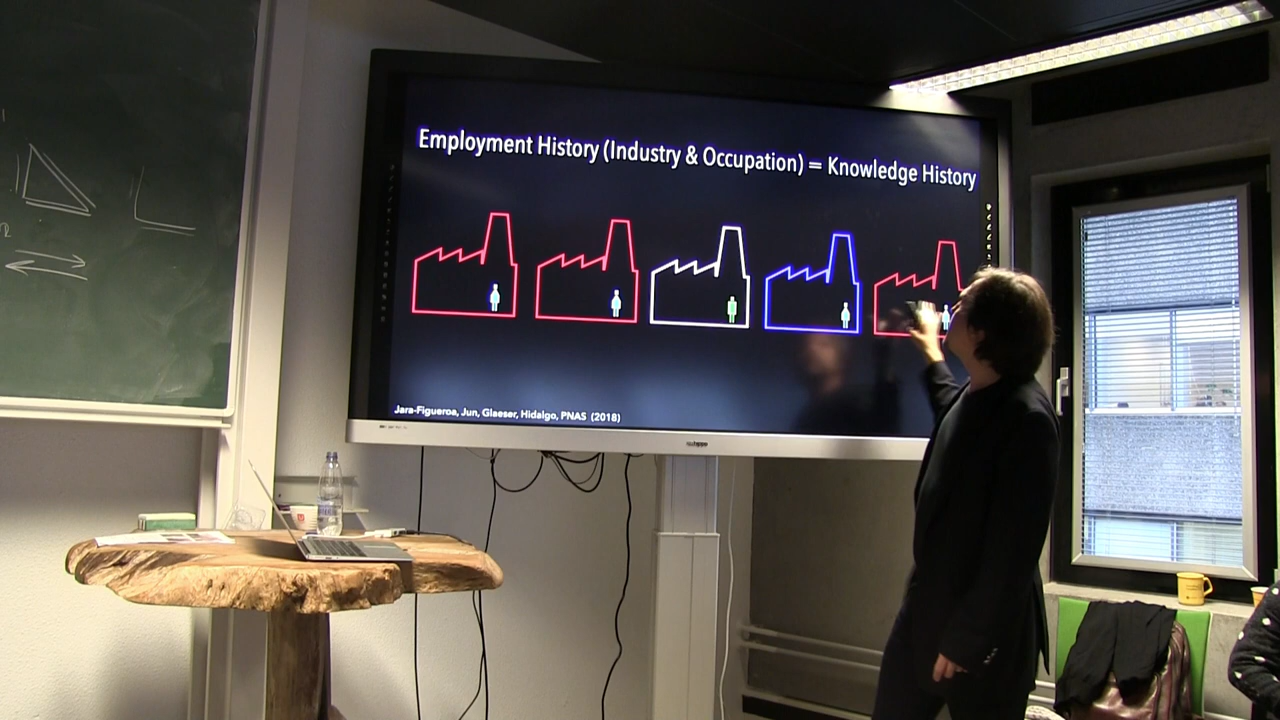 Employment History (Industry & Occupation) = Knowledge History
Jara-Figueroa, Jun, Glaeser, Hidalgo, PNAS (2018)